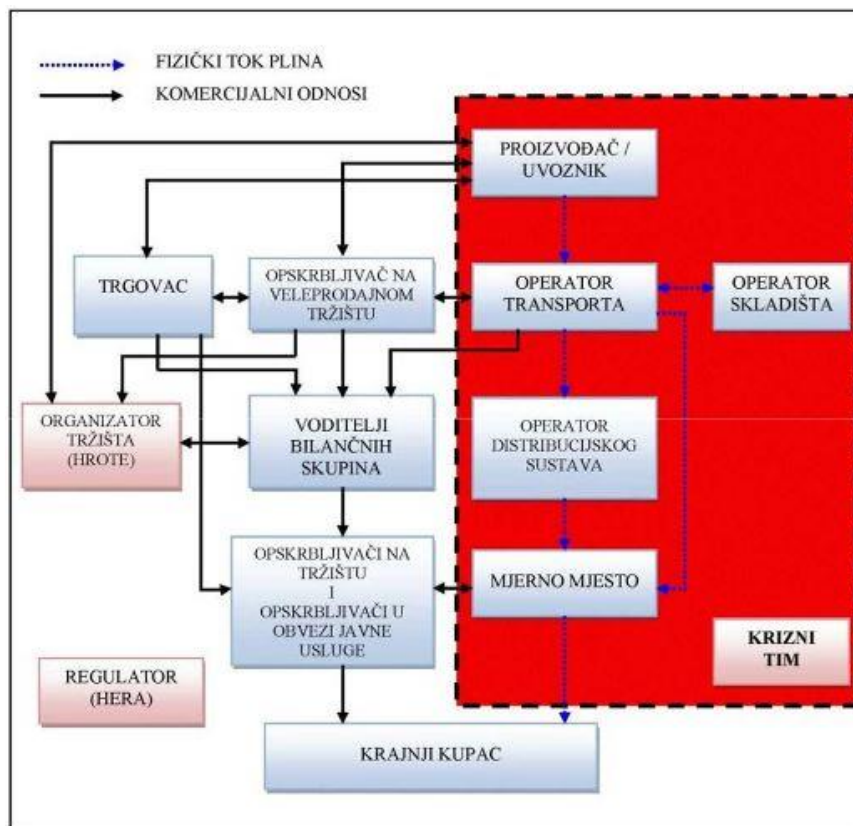 FIZIČKI TOK PLINA
KOMERCIJALNI ODNOSI
PROIZVOĐAČ /
UVOZNIK
TRGOVAC
OPSKRBLJIVAČ NA
VELEPRODAJNOM
TRŽIŠTU
OPERATOR
TRANSPORTA
OPERATOR
SKLADIŠTA
ORGANIZATOR
TRŽIŠTA
(HROTE)
VODITELJI
BILANČNIH
SKUPINA
OPERATOR
DISTRIBUCIJSKOG
SUSTAVA
OPSKRBLJIVAČI NA
TRŽIŠTU
I
OPSKRBLJIVAČI U
OBVEZI JAVNE
USLUGE
MJERNO MJESTO
REGULATOR
(HERA)
KRIZNI
TIM
KRAJNJI KUPAC